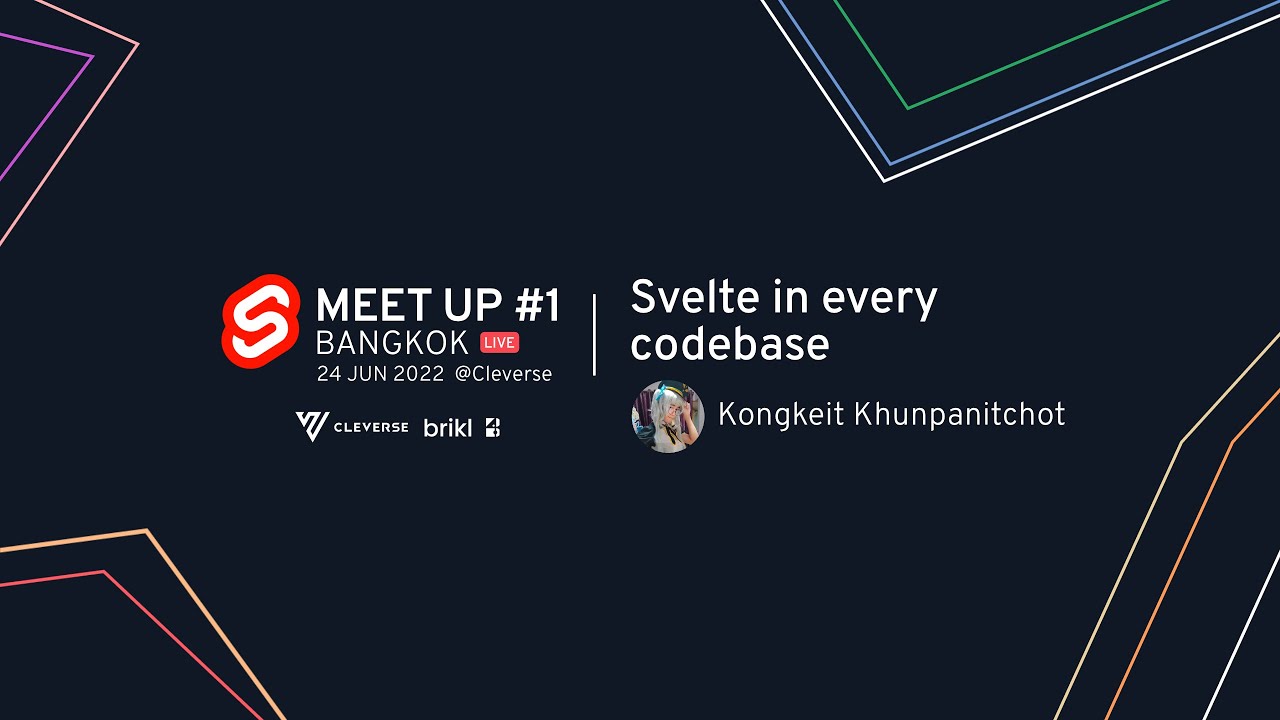 MEET UP #1
BANGKOK LIVE
24 JUN 2022 @Cleverse
CLEVERSE brikl
Svelte in every
codebase
Kongkeit Khunpanitchot